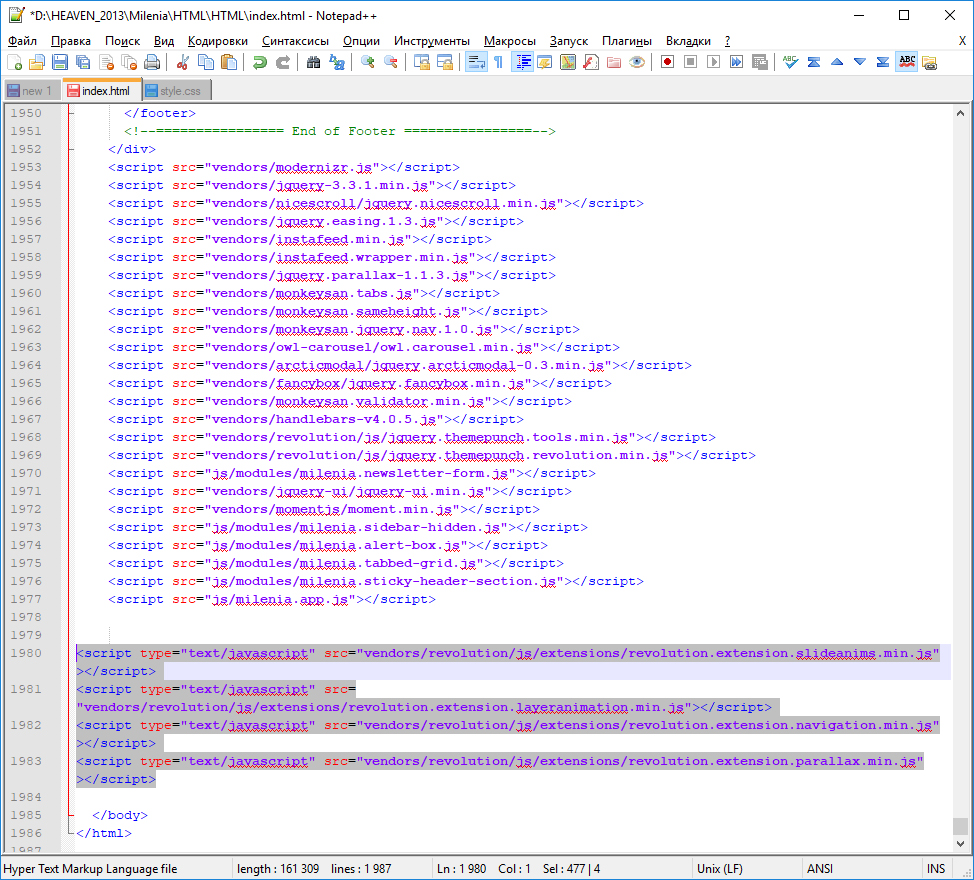 *D:\HEAVEN_2013\Milenia\HTML\HTML\index.html - Notepad++
Файл Правка Поиск Вид Кодировки Синтаксисы Опции Инструменты Макросы Запуск Плагины Вкладки ? X
new 1 index.html style.css
1950 </footer>
1951 <!--================ End of Footer ================-->
1952 </div>
1953 <script src="vendors/modernizr.js"></script>
1954 <script src="vendors/jquery-3.3.1.min.js"></script>
1955 <script src="vendors/nicescroll/jquery.nicescroll.min.js"></script>
1956 <script src="vendors/jquery.easing.1.3.js"></script>
1957 <script src="vendors/instafeed.min.js"></script>
1958 <script src="vendors/instafeed.wrapper.min.js"></script>
1959 <script src="vendors/jquery.parallax-1.1.3.js"></script>
1960 <script src="vendors/monkeysan.tabs.js"></script>
1961 <script src="vendors/monkeysan.sameheight.js"></script>
1962 <script src="vendors/monkeysan.jquery.nav.1.0.js"></script>
1963 <script src="vendors/owl-carousel/owl.carousel.min.js"></script>
1964 <script src="vendors/arcticmodal/jquery.arcticmodal-0.3.min.js"></script>
1965 <script src="vendors/fancybox/jquery.fancybox.min.js"></script>
1966 <script src="vendors/monkeysan.validator.min.js"></script>
1967 <script src="vendors/handlebars-v4.0.5.js"></script>
1968 <script src="vendors/revolution/js/jquery.themepunch.tools.min.js"></script>
1969 <script src="vendors/revolution/js/jquery.themepunch.revolution.min.js"></script>
1970 <script src="js/modules/milenia.newsletter-form.js"></script>
1971 <script src="vendors/jquery-ui/jquery-ui.min.js"></script>
1972 <script src="vendors/momentjs/moment.min.js"></script>
1973 <script src="js/modules/milenia.sidebar-hidden.js"></script>
1974 <script src="js/modules/milenia.alert-box.js"></script>
1975 <script src="js/modules/milenia.tabbed-grid.js"></script>
1976 <script src="js/modules/milenia.sticky-header-section.js"></script>
1977 <script src="js/milenia.app.js"></script>
1978
1979
1980 <script type="text/javascript" src="vendors/revolution/js/extensions/revolution.extension.slideanims.min.js"
></script>
1981 <script type="text/javascript" src=
"vendors/revolution/js/extensions/revolution.extension.layeranimation.min.js"></script>
1982 <script type="text/javascript" src="vendors/revolution/js/extensions/revolution.extension.navigation.min.js"
></script>
1983 <script type="text/javascript" src="vendors/revolution/js/extensions/revolution.extension.parallax.min.js"
></script>
1984
1985 </body>
1986 </html>
1987
Hyper Text Markup Language file length : 161 309 lines : 1 987 Ln : 1 980 Col : 1 Sel : 477 | 4 Unix (LF) ANSI INS